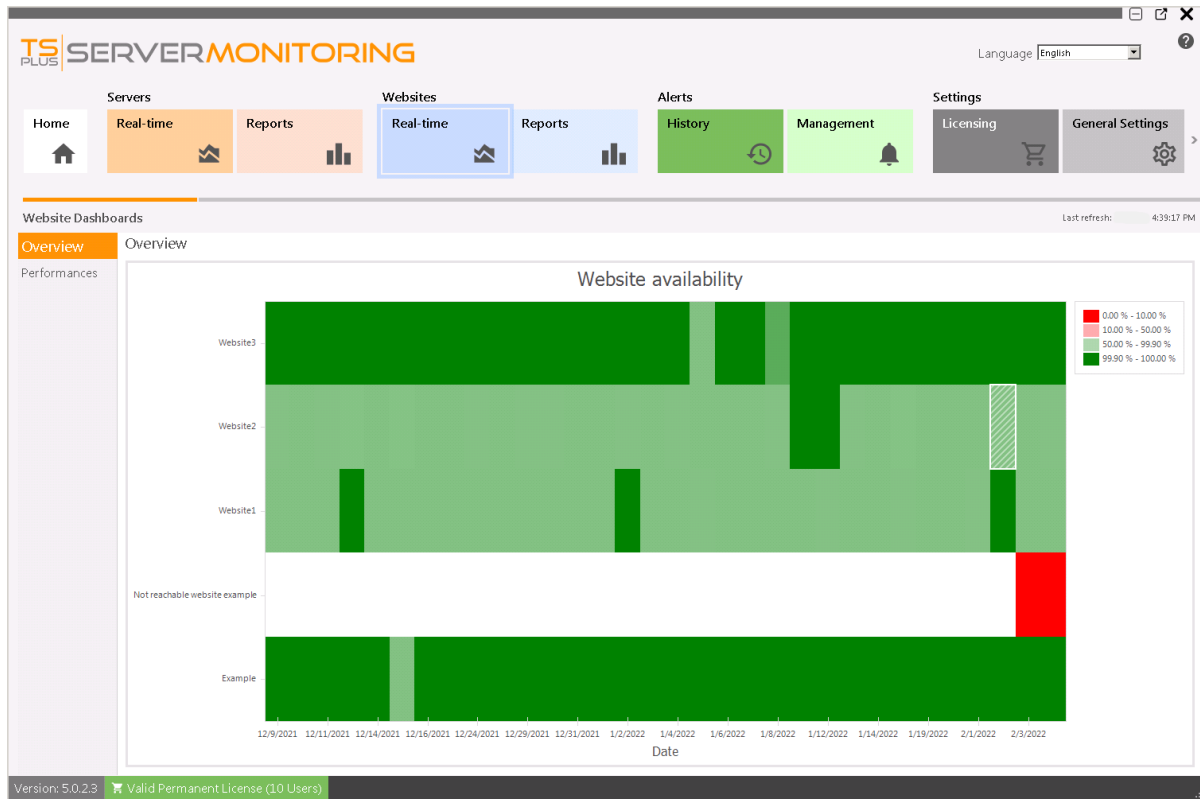 TS PLUS SERVERMONITORING
Language English
?
Servers
Websites
Alerts
Settings
Home
Real-time
Reports
Real-time
Reports
History
Management
Licensing
General Settings
Website Dashboards
Last refresh: 4:39:17 PM
Overview
Performances
Overview
Website availability
0.00 % - 10.00 %
10.00 % - 50.00 %
50.00 % - 99.90 %
99.90 % - 100.00 %
Website3
Website2
Website1
Not reachable website example
Example
12/9/2021 12/11/2021 12/14/2021 12/16/2021 12/24/2021 12/29/2021 12/31/2021 1/2/2022 1/4/2022 1/6/2022 1/8/2022 1/12/2022 1/14/2022 1/19/2022 2/1/2022 2/3/2022
Date
Version: 5.0.2.3
Valid Permanent License (10 Users)